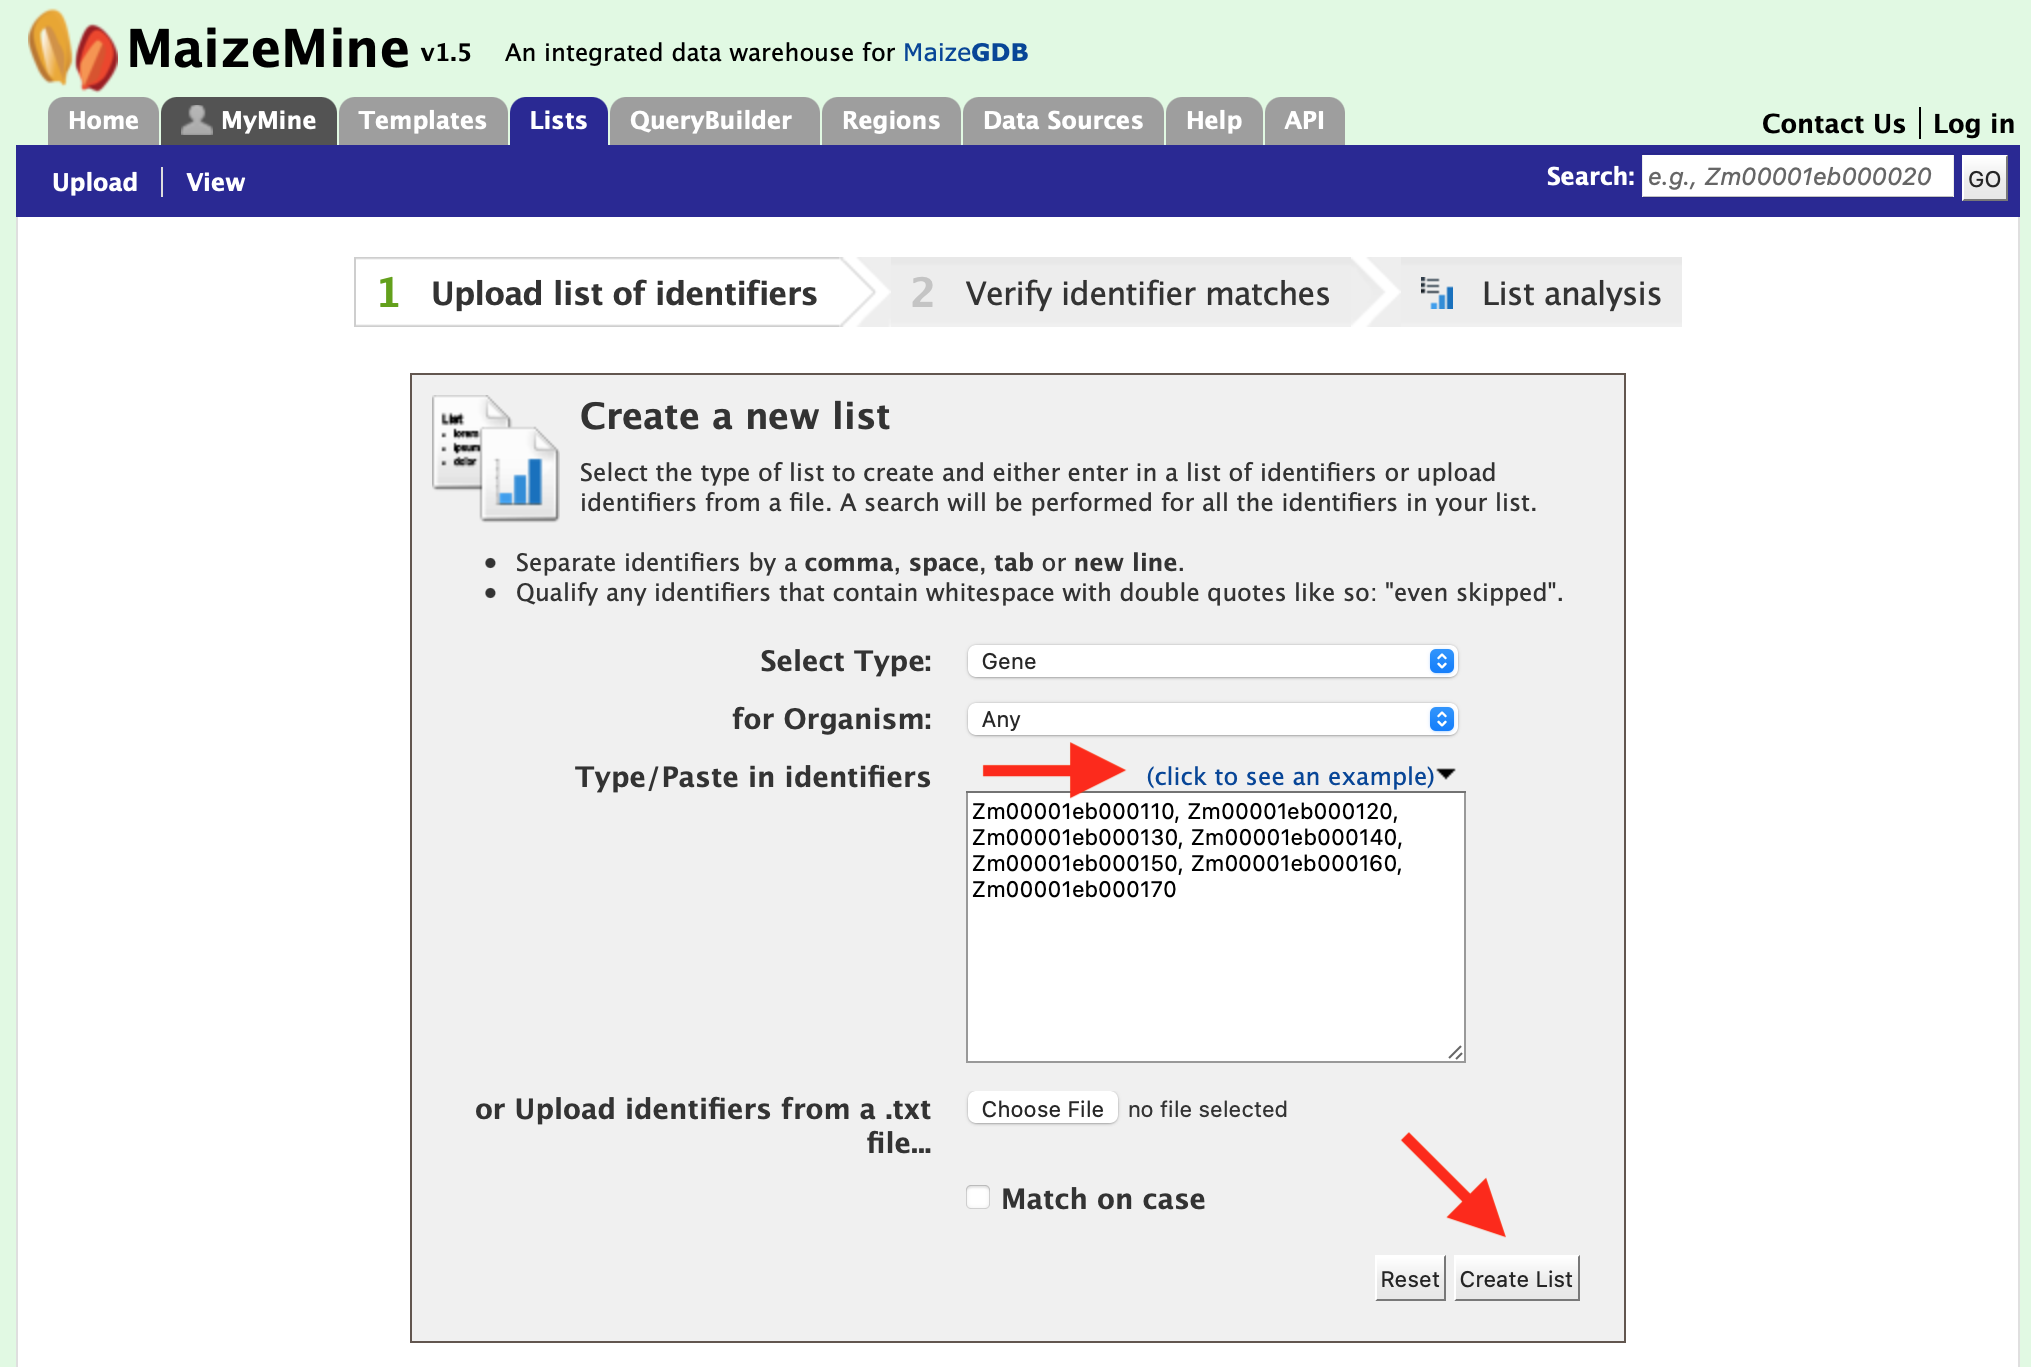 MaizeMine v1.5 An integrated data warehouse for MaizeGDB
Home MyMine Templates Lists QueryBuilder Regions Data Sources Help API
Contact Us | Log in
Upload | View
Search: e.g., Zm00001eb000020 GO
1 Upload list of identifiers 2 Verify identifier matches List analysis
List
lorem
ipsum
dolor
Create a new list
Select the type of list to create and either enter in a list of identifiers or upload
identifiers from a file. A search will be performed for all the identifiers in your list.
• Separate identifiers by a comma, space, tab or new line.
• Qualify any identifiers that contain whitespace with double quotes like so: "even skipped".
Select Type: Gene
for Organism: Any
Type/Paste in identifiers (click to see an example)
Zm00001eb000110, Zm00001eb000120,
Zm00001eb000130, Zm00001eb000140,
Zm00001eb000150, Zm00001eb000160,
Zm00001eb000170
or Upload identifiers from a .txt
file... Choose File no file selected
Match on case
Reset Create List